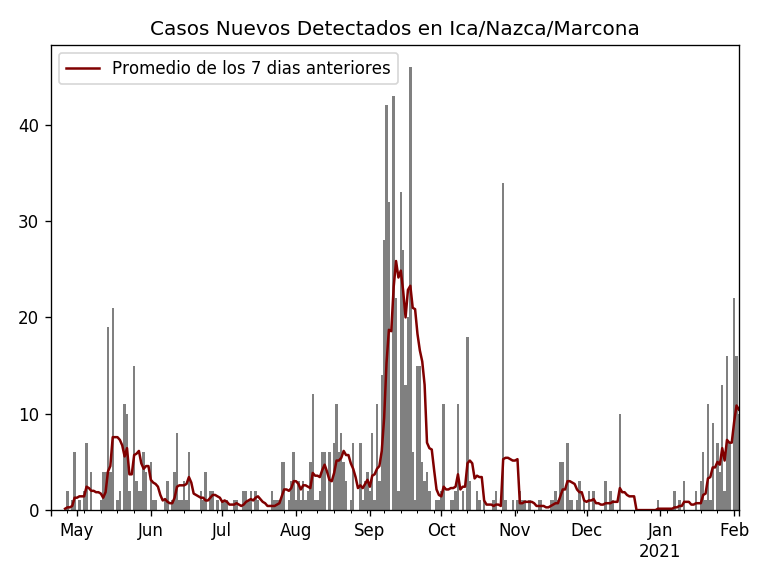 Casos Nuevos Detectados en Ica/Nazca/Marcona
Promedio de los 7 dias anteriores
40
30
20
10
0
May Jun Jul Aug Sep Oct Nov Dec Jan Feb
2021